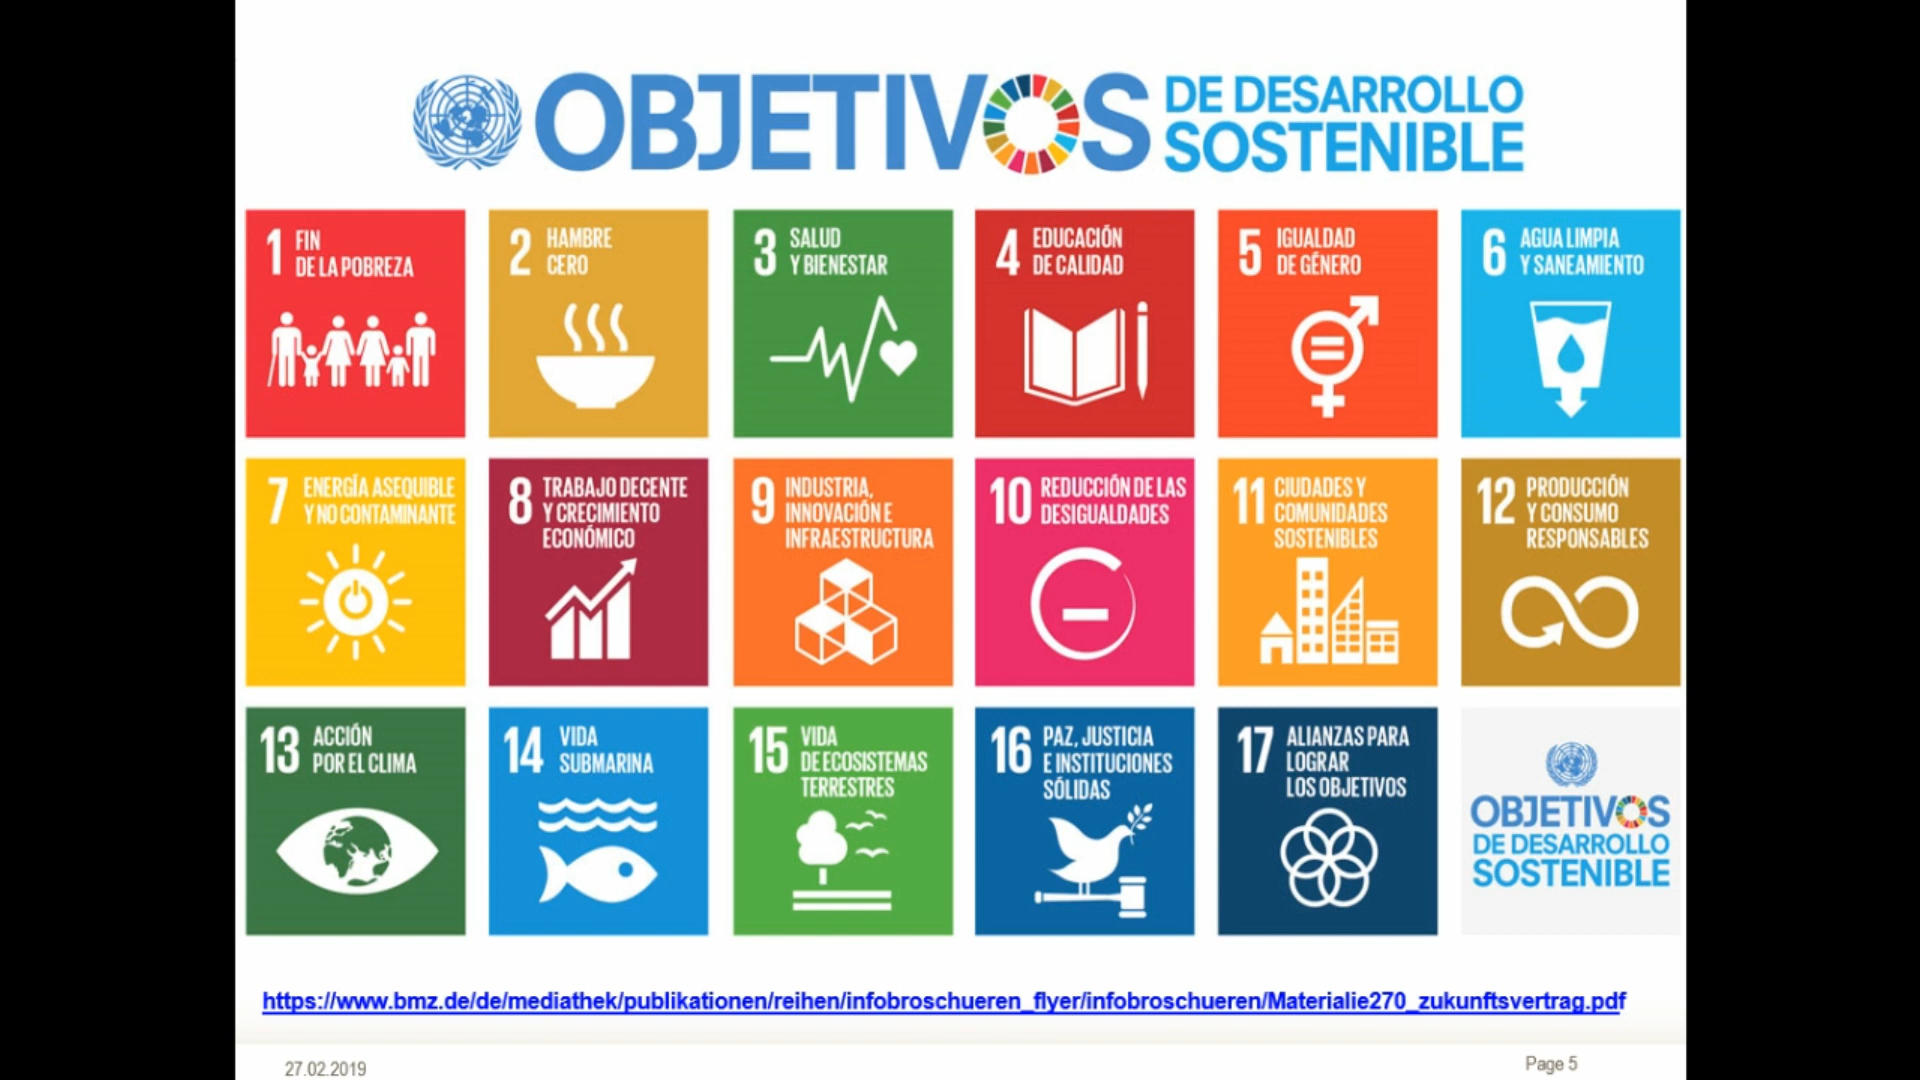 OBJETIVOS
DE DESARROLLO
SOSTENIBLE
1 FIN
DE LA POBREZA
2 HAMBRE
CERO
3 SALUD
Y BIENESTAR
4 EDUCACIÓN
DE CALIDAD
5 IGUALDAD
DE GÉNERO
6 AGUA LIMPIA
Y SANEAMIENTO
7 ENERGÍA ASEQUIBLE
Y NO CONTAMINANTE
8 TRABAJO DECENTE
Y CRECIMIENTO
ECONÓMICO
9 INDUSTRIA,
INNOVACIÓN E
INFRAESTRUCTURA
10 REDUCCIÓN DE LAS
DESIGUALDADES
11 CIUDADES Y
COMUNIDADES
SOSTENIBLES
12 PRODUCCIÓN
Y CONSUMO
RESPONSABLES
13 ACCIÓN
POR EL CLIMA
14 VIDA
SUBMARINA
15 VIDA
DE ECOSISTEMAS
TERRESTRES
16 PAZ, JUSTICIA
E INSTITUCIONES
SÓLIDAS
17 ALIANZAS PARA
LOGRAR
LOS OBJETIVOS
OBJETIVOS
DE DESARROLLO
SOSTENIBLE
https://www.bmz.de/de/mediathek/publikationen/reihen/infobroschueren_flyer/infobroschueren/Materialie270_zukunftsvertrag.pdf
27.02.2019
Page 5